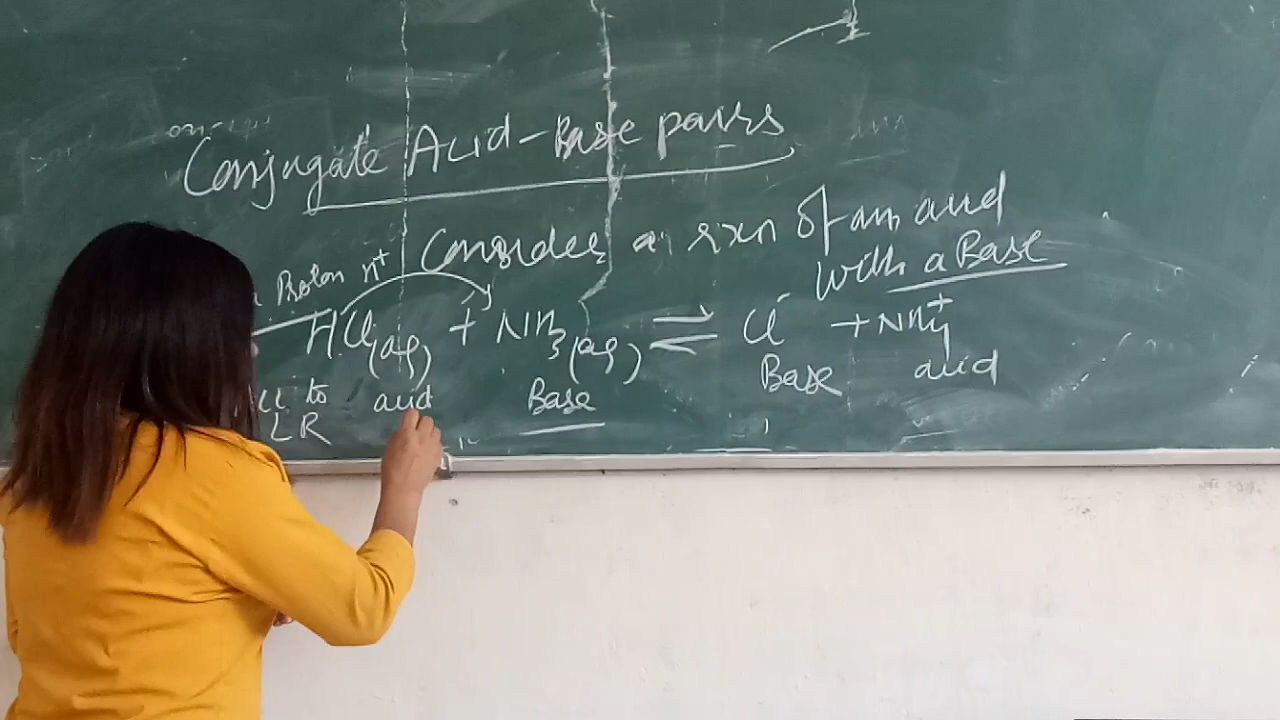 Conjugate Acid-Base pairs
Consider a rxn of an acid
with a Base
Proton H+
HCl(aq) + NH3(aq) ⇌ Cl- + NH4+
to acid Base Base acid
LR